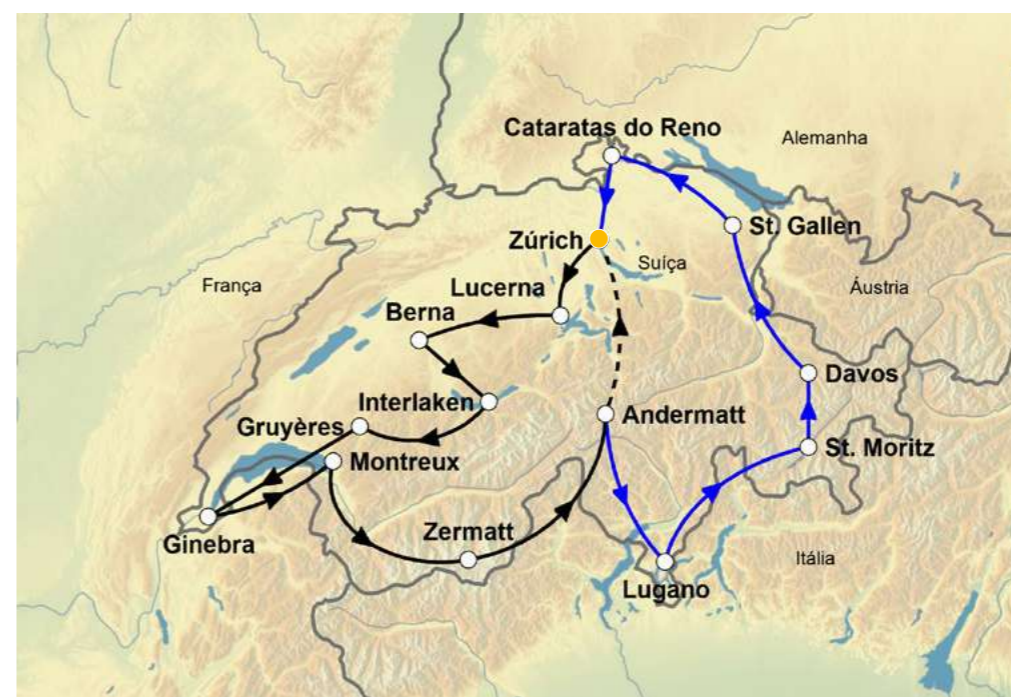 Cataratas do Reno
Alemanha
St. Gallen
Zúrich
Suíça
França
Lucerna
Áustria
Berna
Davos
Interlaken
Andermatt
Gruyères
St. Moritz
Montreux
Zermatt
Ginebra
Itália
Lugano